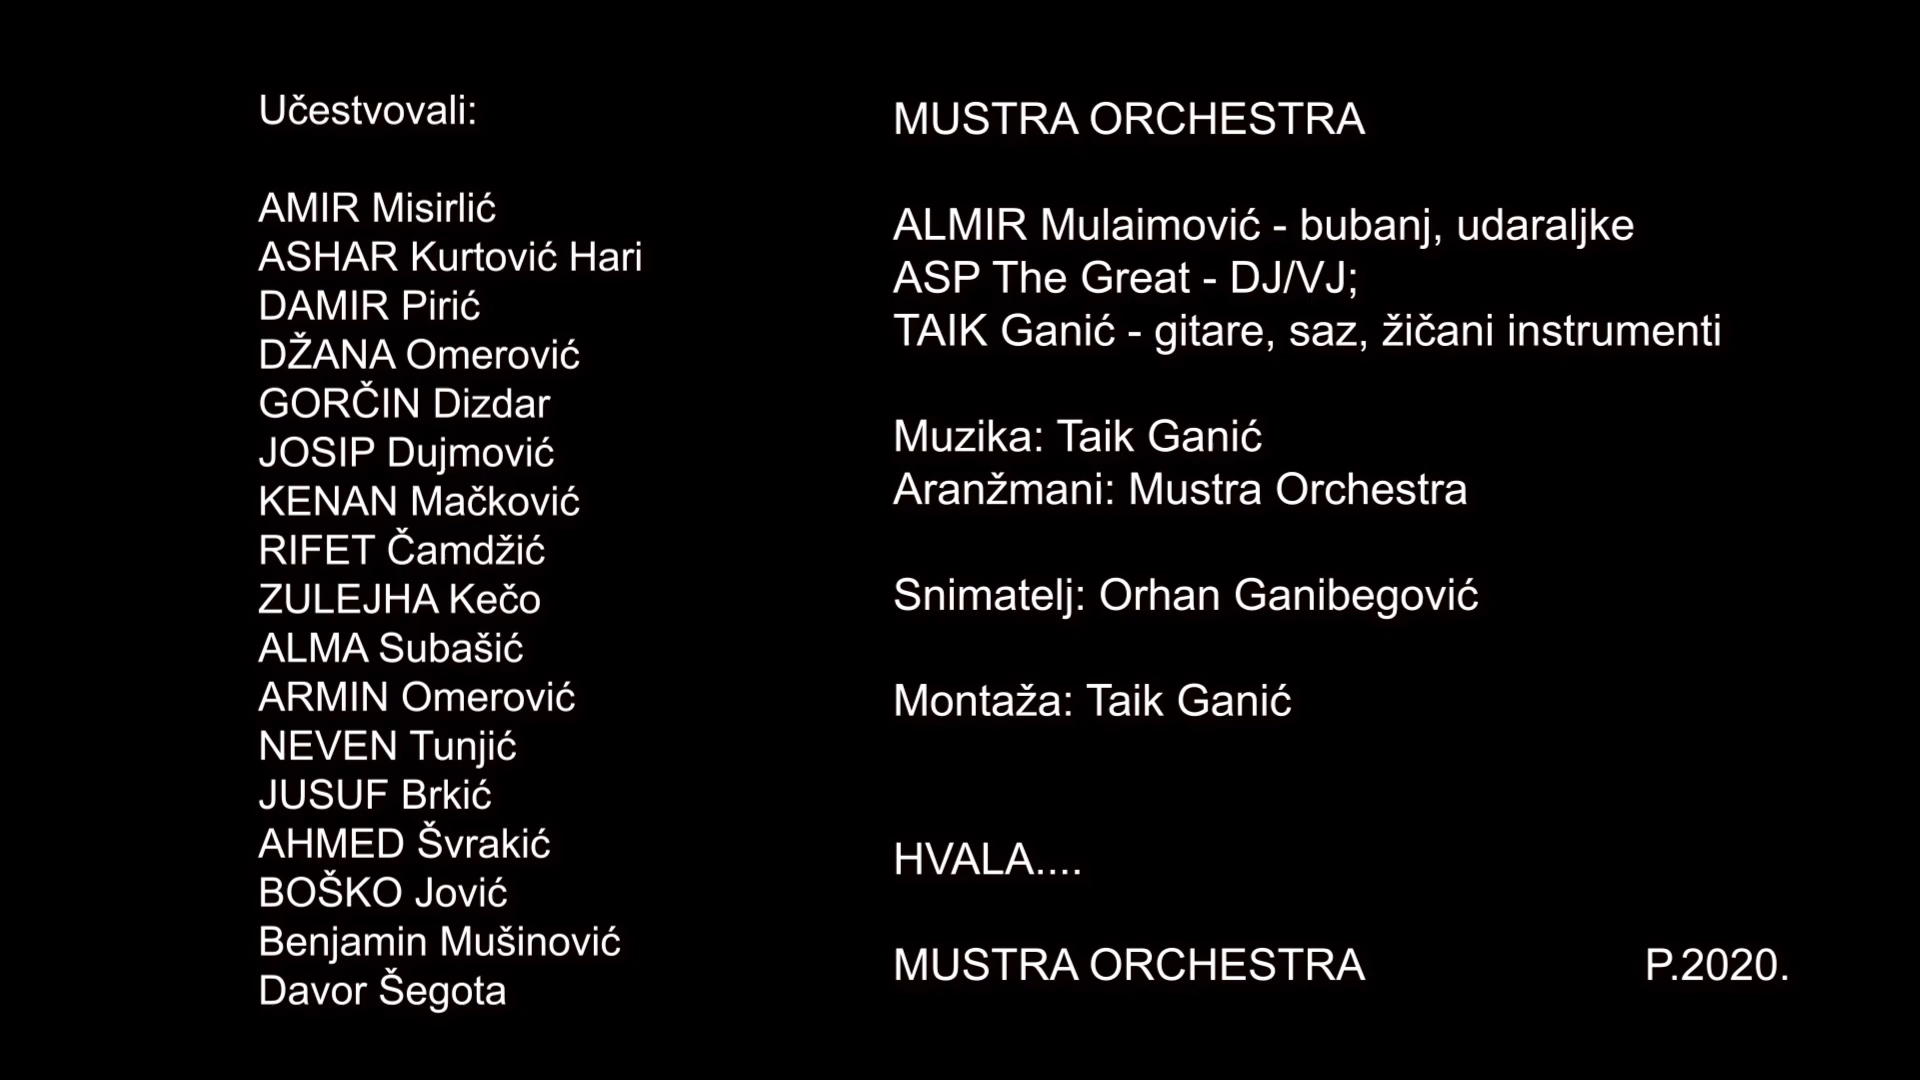 Učestvovali:
AMIR Misirlić
ASHAR Kurtović Hari
DAMIR Pirić
DŽANA Omerović
GORČIN Dizdar
JOSIP Dujmović
KENAN Mačković
RIFET Čamdžić
ZULEJHA Kečo
ALMA Subašić
ARMIN Omerović
NEVEN Tunjić
JUSUF Brkić
AHMED Švrakić
BOŠKO Jović
Benjamin Mušinović
Davor Šegota
MUSTRA ORCHESTRA
ALMIR Mulaimović - bubanj, udaraljke
ASP The Great - DJ/VJ;
TAIK Ganić - gitare, saz, žičani instrumenti
Muzika: Taik Ganić
Aranžmani: Mustra Orchestra
Snimatelj: Orhan Ganibegović
Montaža: Taik Ganić
HVALA....
MUSTRA ORCHESTRA P.2020.